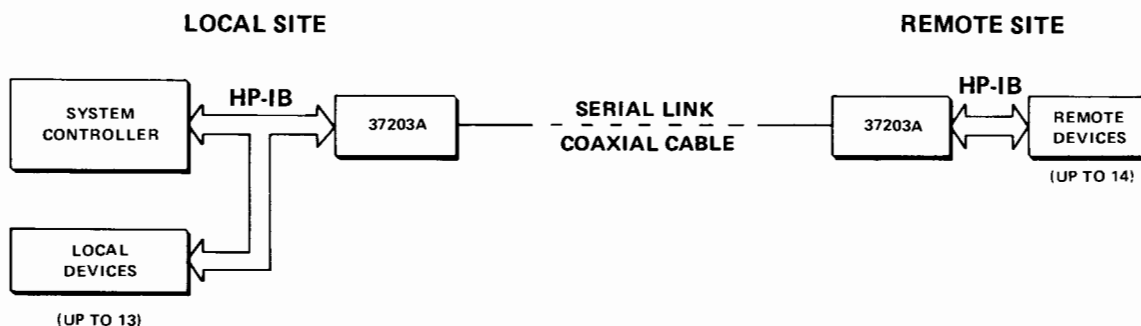 LOCAL SITE
REMOTE SITE
SYSTEM
CONTROLLER
HP-IB
37203A
SERIAL LINK
COAXIAL CABLE
37203A
HP-IB
REMOTE
DEVICES
(UP TO 14)
LOCAL
DEVICES
(UP TO 13)